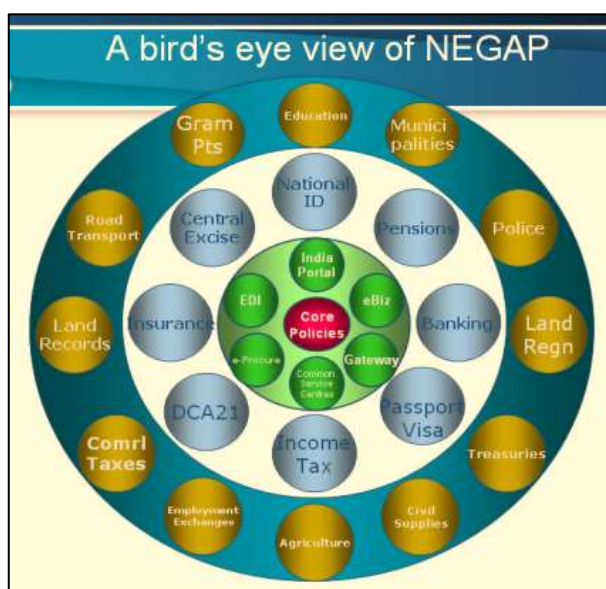 A bird's eye view of NEGAP
Education
Gram
Pts
Munici
palities
National
ID
Road
Transport
Central
Excise
Pensions
Police
India
Portal
EDI
eBiz
Land
Records
Insurance
Core
Policies
Banking
Land
Regn
e-Procure
Gateway
Common
Service
Centres
DCA21
Passport
Visa
Comrl
Taxes
Income
Tax
Treasuries
Employment
Exchanges
Civil
Supplies
Agriculture